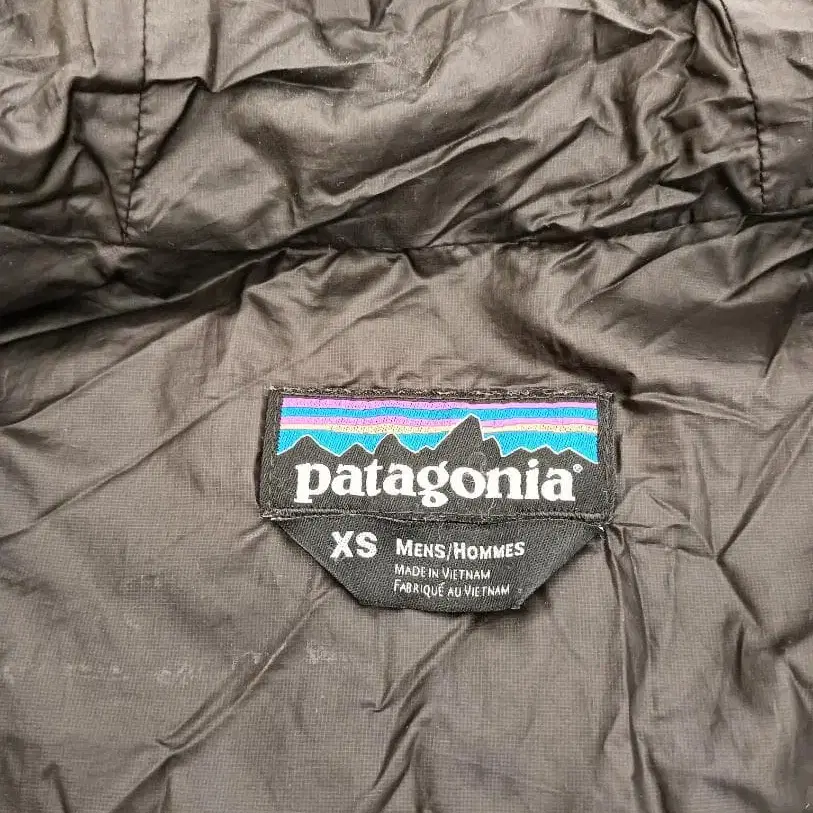 patagonia®
XS MENS/HOMMES
MADE IN VIETNAM
FABRIQUÉ AU VIETNAM